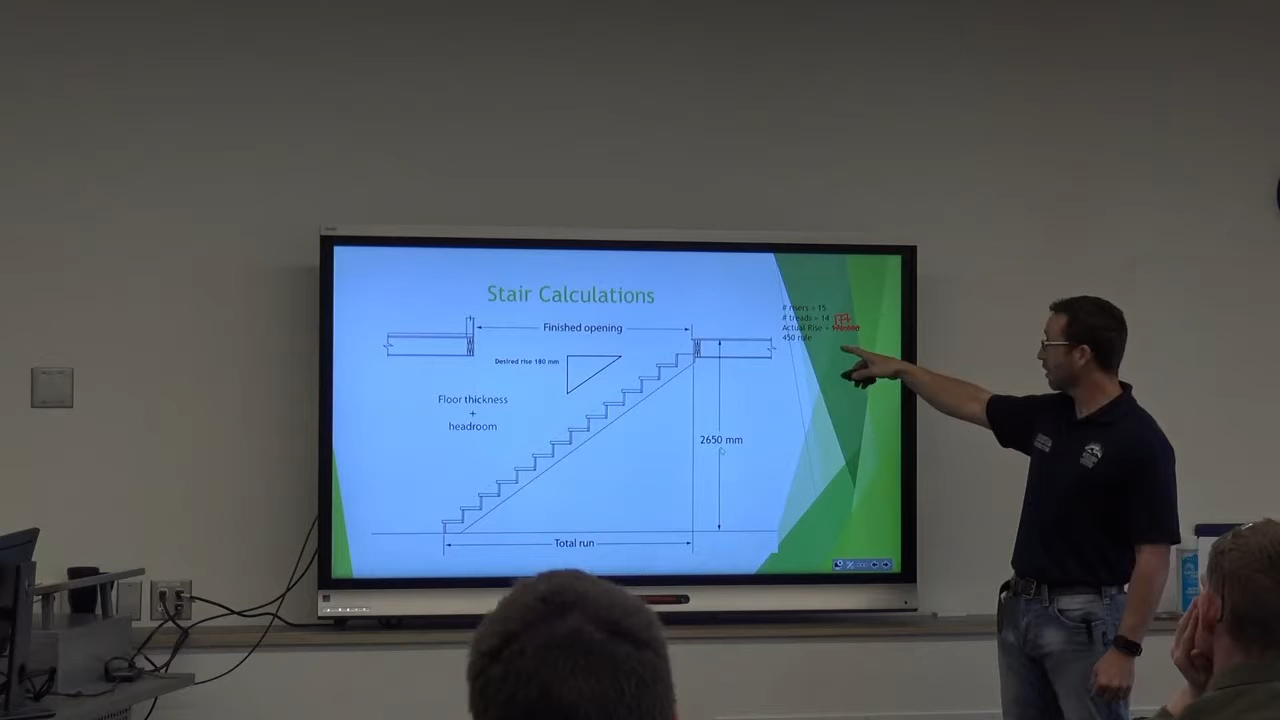 Stair Calculations
Finished opening
Desired rise 180 mm
Floor thickness
+
headroom
2650 mm
Total run
# risers = 15
# treads = 14
Actual Rise =
450 rule